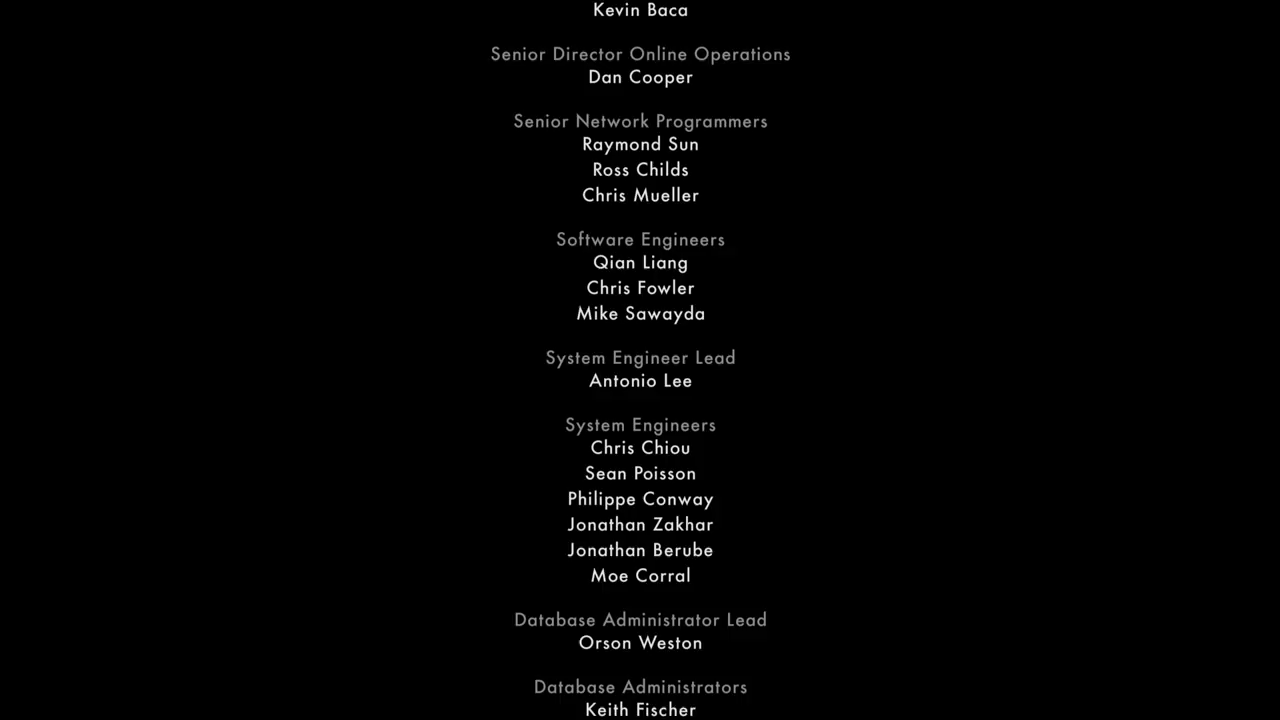 Kevin Baca
Senior Director Online Operations
Dan Cooper
Senior Network Programmers
Raymond Sun
Ross Childs
Chris Mueller
Software Engineers
Qian Liang
Chris Fowler
Mike Sawayda
System Engineer Lead
Antonio Lee
System Engineers
Chris Chiou
Sean Poisson
Philippe Conway
Jonathan Zakhar
Jonathan Berube
Moe Corral
Database Administrator Lead
Orson Weston
Database Administrators
Keith Fischer